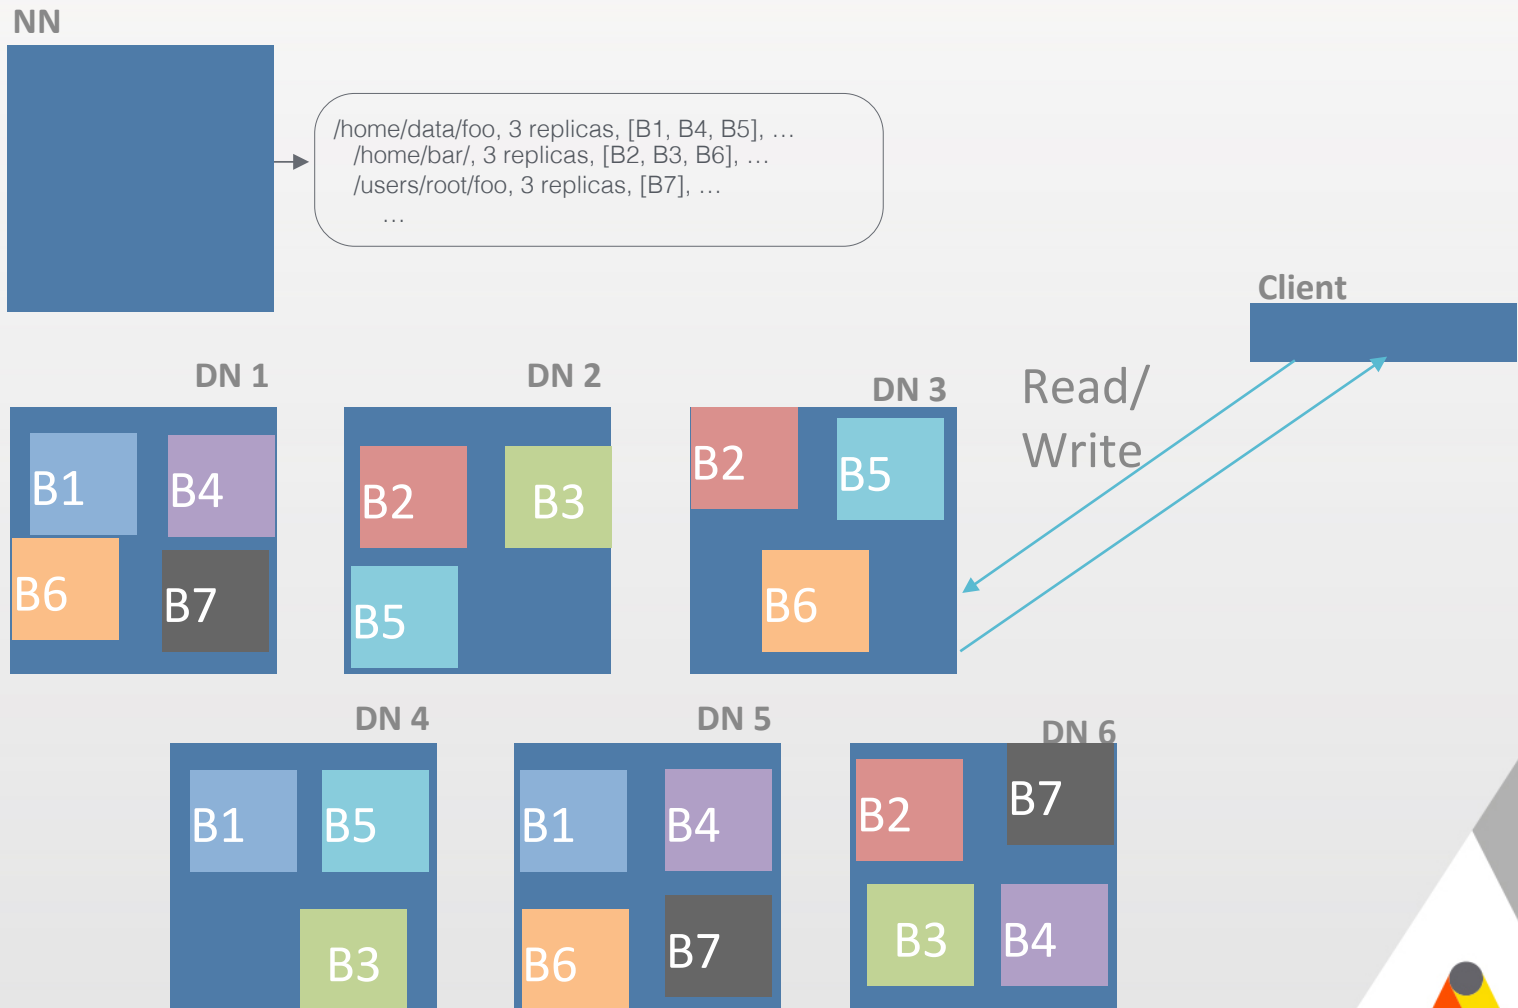 NN
/home/data/foo, 3 replicas, [B1, B4, B5], …
/home/bar/, 3 replicas, [B2, B3, B6], …
/users/root/foo, 3 replicas, [B7], …
…
Client
Read/
Write
DN 1
B1
B4
B6
B7
DN 2
B2
B3
B5
DN 3
B2
B5
B6
DN 4
B1
B5
B3
DN 5
B1
B4
B6
B7
DN 6
B2
B7
B3
B4